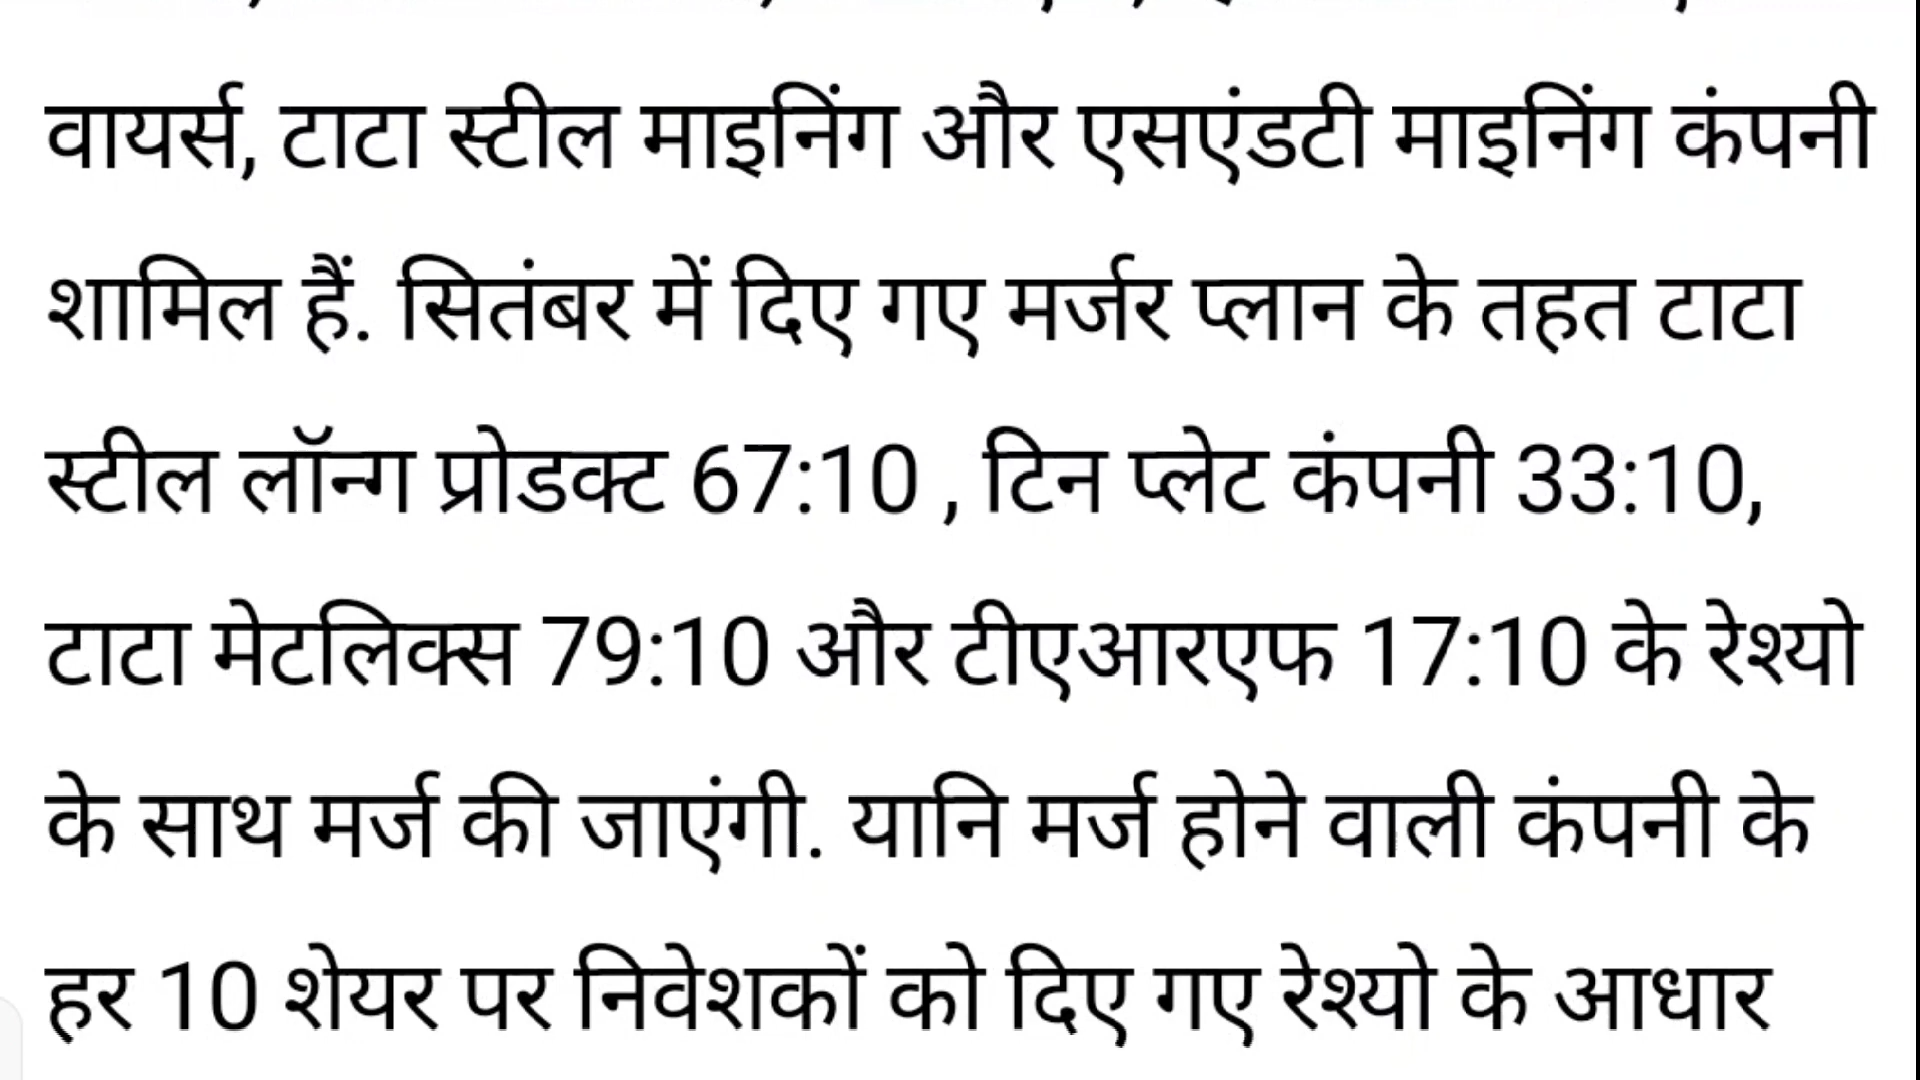 वायर्स, टाटा स्टील माइनिंग और एसएंडटी माइनिंग कंपनी
शामिल हैं. सितंबर में दिए गए मर्जर प्लान के तहत टाटा
स्टील लॉन्ग प्रोडक्ट 67:10 , टिन प्लेट कंपनी 33:10,
टाटा मेटलिक्स 79:10 और टीएआरएफ 17:10 के रेश्यो
के साथ मर्ज की जाएंगी. यानि मर्ज होने वाली कंपनी के
हर 10 शेयर पर निवेशकों को दिए गए रेश्यो के आधार